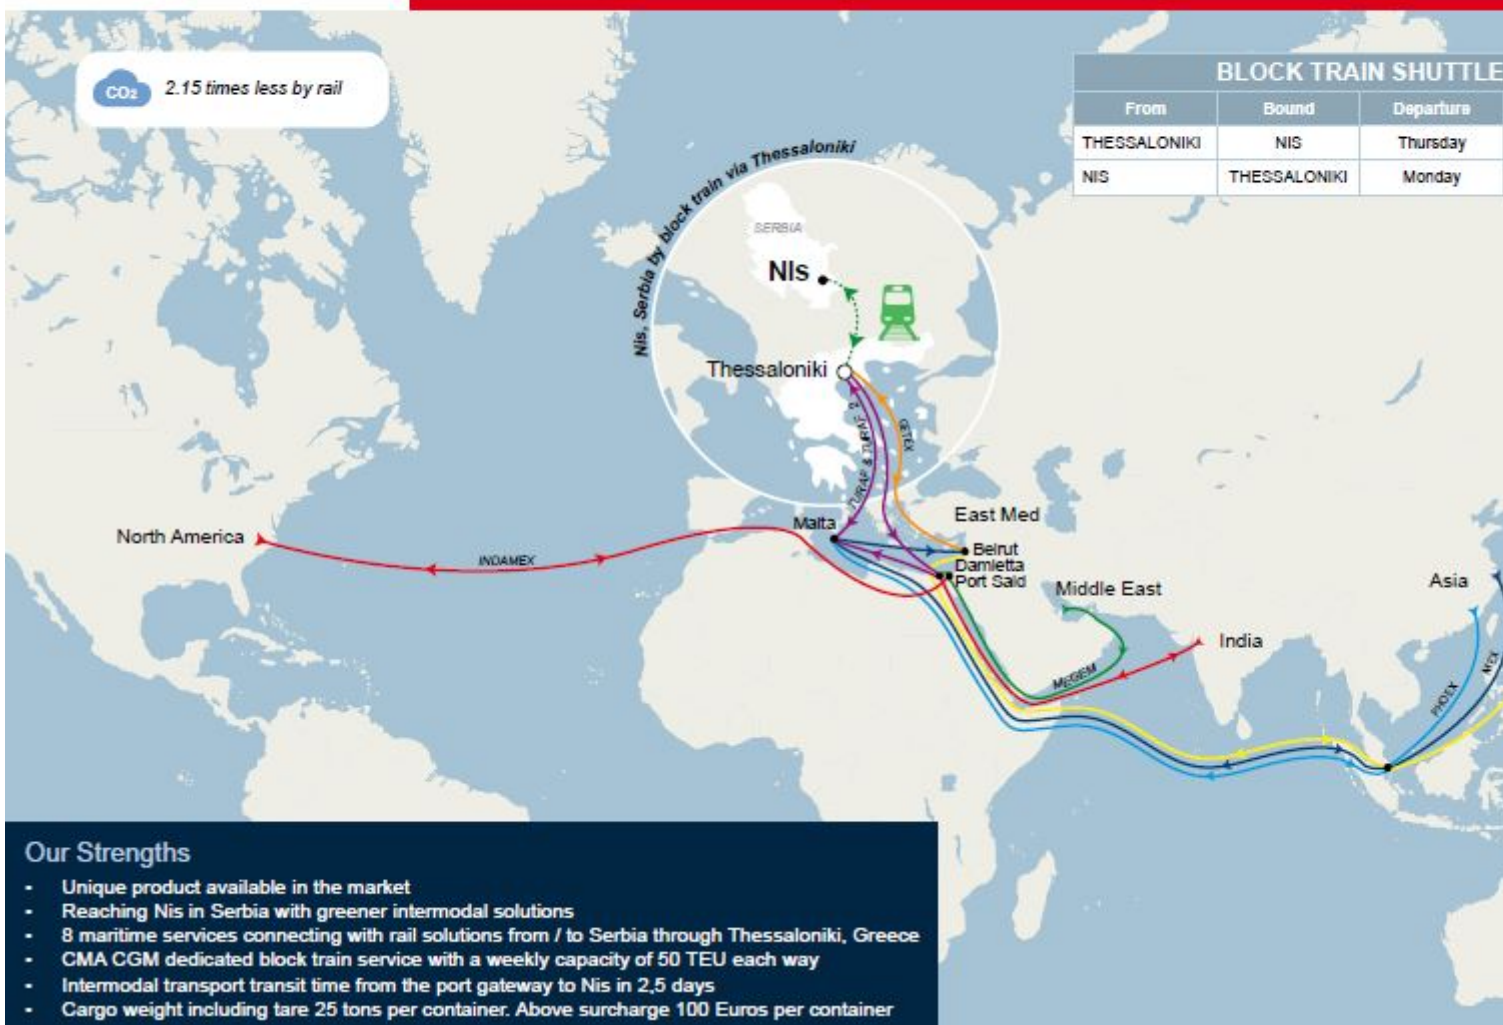 CO₂
2.15 times less by rail
BLOCK TRAIN SHUTTLE
From Bound Departure
THESSALONIKI NIS Thursday
NIS THESSALONIKI Monday
Nis, Serbia by block train via Thessaloniki
SERBIA
NIs
Thessaloniki
TURAF & TURAF 2
CETEX
North America
INDAMEX
Malta
East Med
Beirut
Damietta
Port Said
Middle East
Asia
India
MEGEM
PHOEX
MEX
Our Strengths
- Unique product available in the market
- Reaching Nis in Serbia with greener intermodal solutions
- 8 maritime services connecting with rail solutions from / to Serbia through Thessaloniki, Greece
- CMA CGM dedicated block train service with a weekly capacity of 50 TEU each way
- Intermodal transport transit time from the port gateway to Nis in 2,5 days
- Cargo weight including tare 25 tons per container. Above surcharge 100 Euros per container